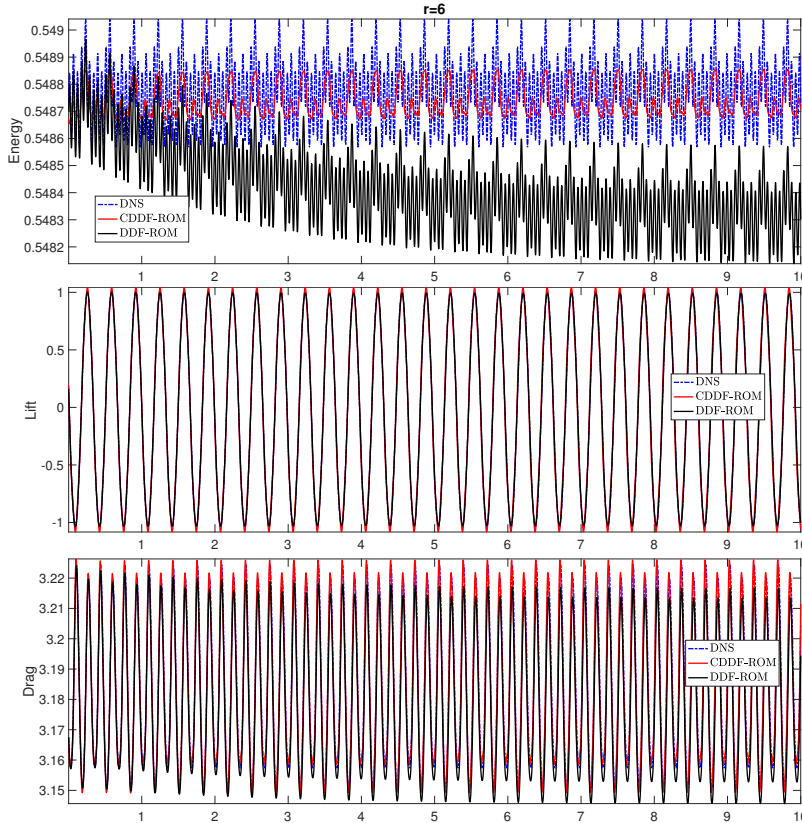 r=6
0.549
0.5489
0.5488
0.5487
0.5486
0.5485
0.5484
0.5483
0.5482
Energy
DNS
CDDF-ROM
DDF-ROM
1 2 3 4 5 6 7 8 9 10
1
0.5
0
-0.5
-1
Lift
DNS
CDDF-ROM
DDF-ROM
1 2 3 4 5 6 7 8 9 10
3.22
3.21
3.2
3.19
3.18
3.17
3.16
3.15
Drag
DNS
CDDF-ROM
DDF-ROM
1 2 3 4 5 6 7 8 9 10